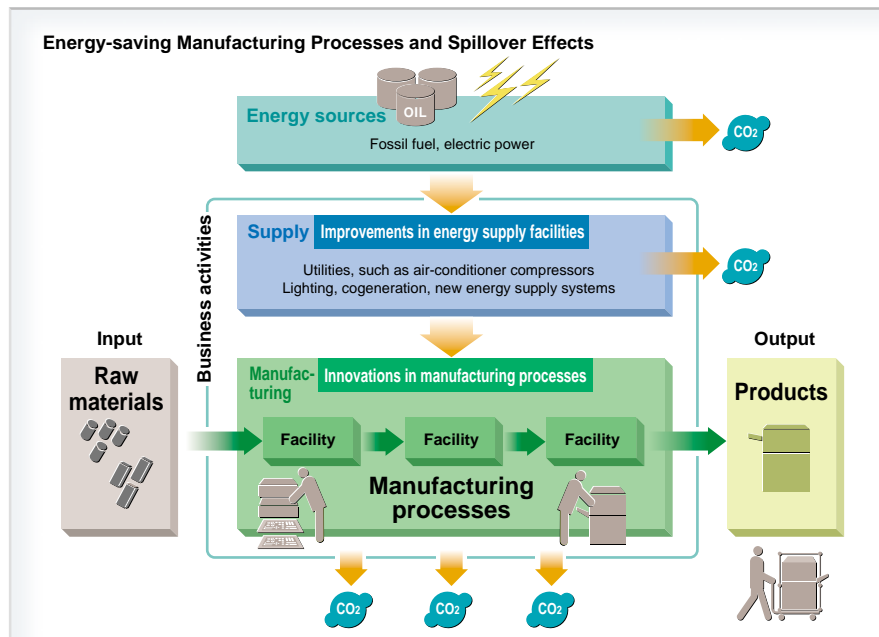 Energy-saving Manufacturing Processes and Spillover Effects
OIL
Energy sources
Fossil fuel, electric power
CO2
Business activities
Supply
Improvements in energy supply facilities
Utilities, such as air-conditioner compressors
Lighting, cogeneration, new energy supply systems
CO2
Input
Raw
materials
Manufac-
turing
Innovations in manufacturing processes
Facility
Facility
Facility
Manufacturing
processes
Output
Products
CO2
CO2
CO2